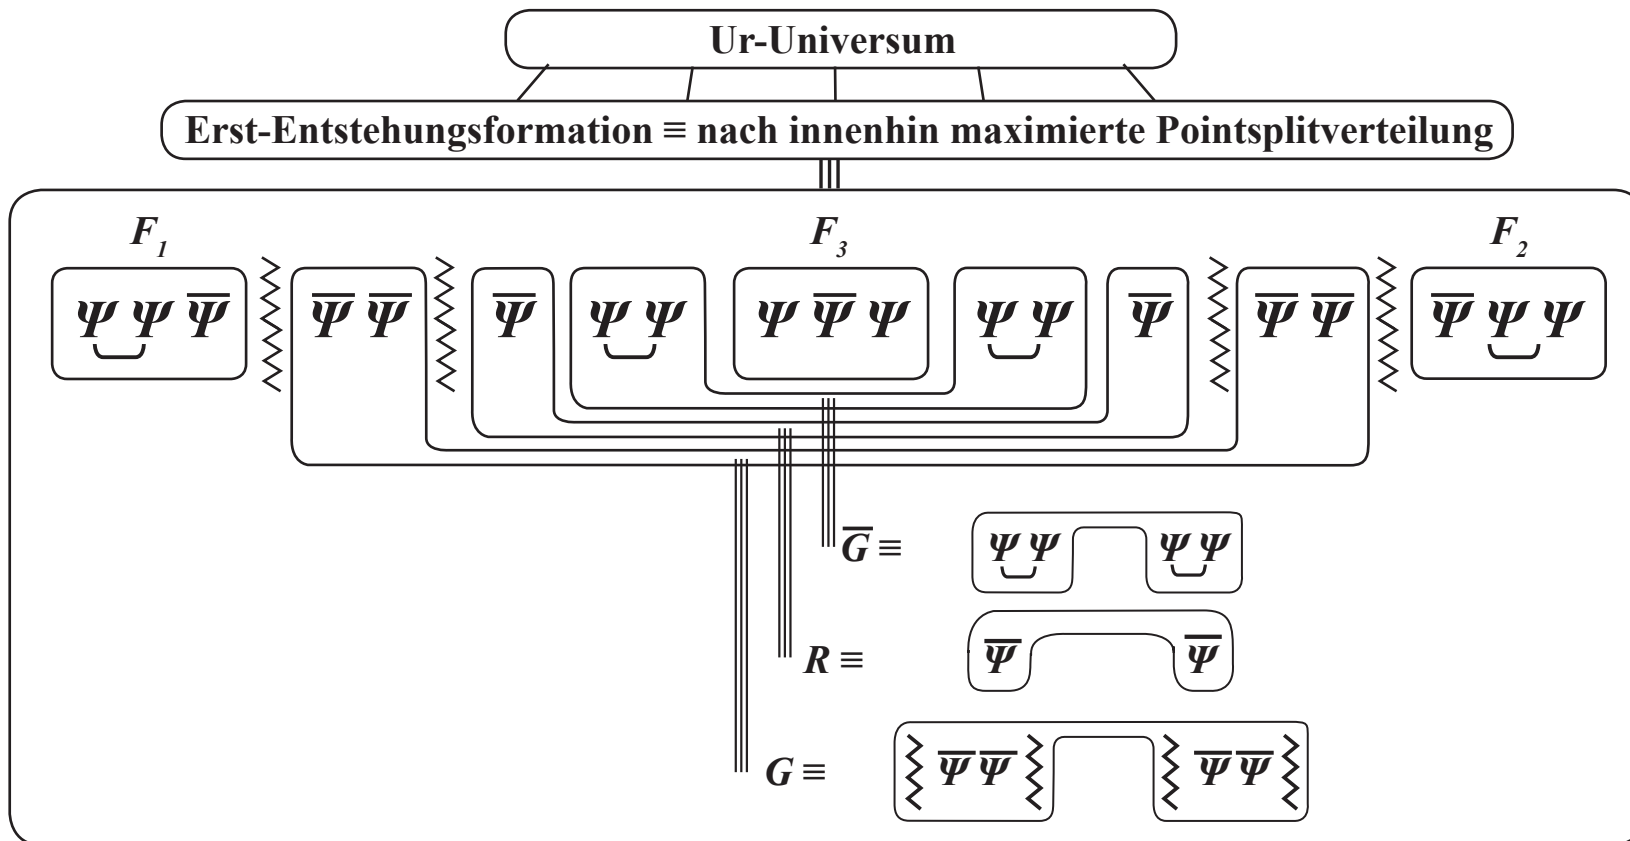 Ur-Universum
Erst-Entstehungsformation ≡ nach innenhin maximierte Pointsplitverteilung
F₁ F₃ F₂
Ψ Ψ Ψ̅ Ψ̅ Ψ̅ Ψ̅ Ψ Ψ Ψ Ψ̅ Ψ Ψ Ψ Ψ̅ Ψ̅ Ψ̅ Ψ̅ Ψ Ψ
G̅ ≡ Ψ Ψ Ψ Ψ
R ≡ Ψ̅ Ψ̅
G ≡ Ψ̅ Ψ̅ Ψ̅ Ψ̅